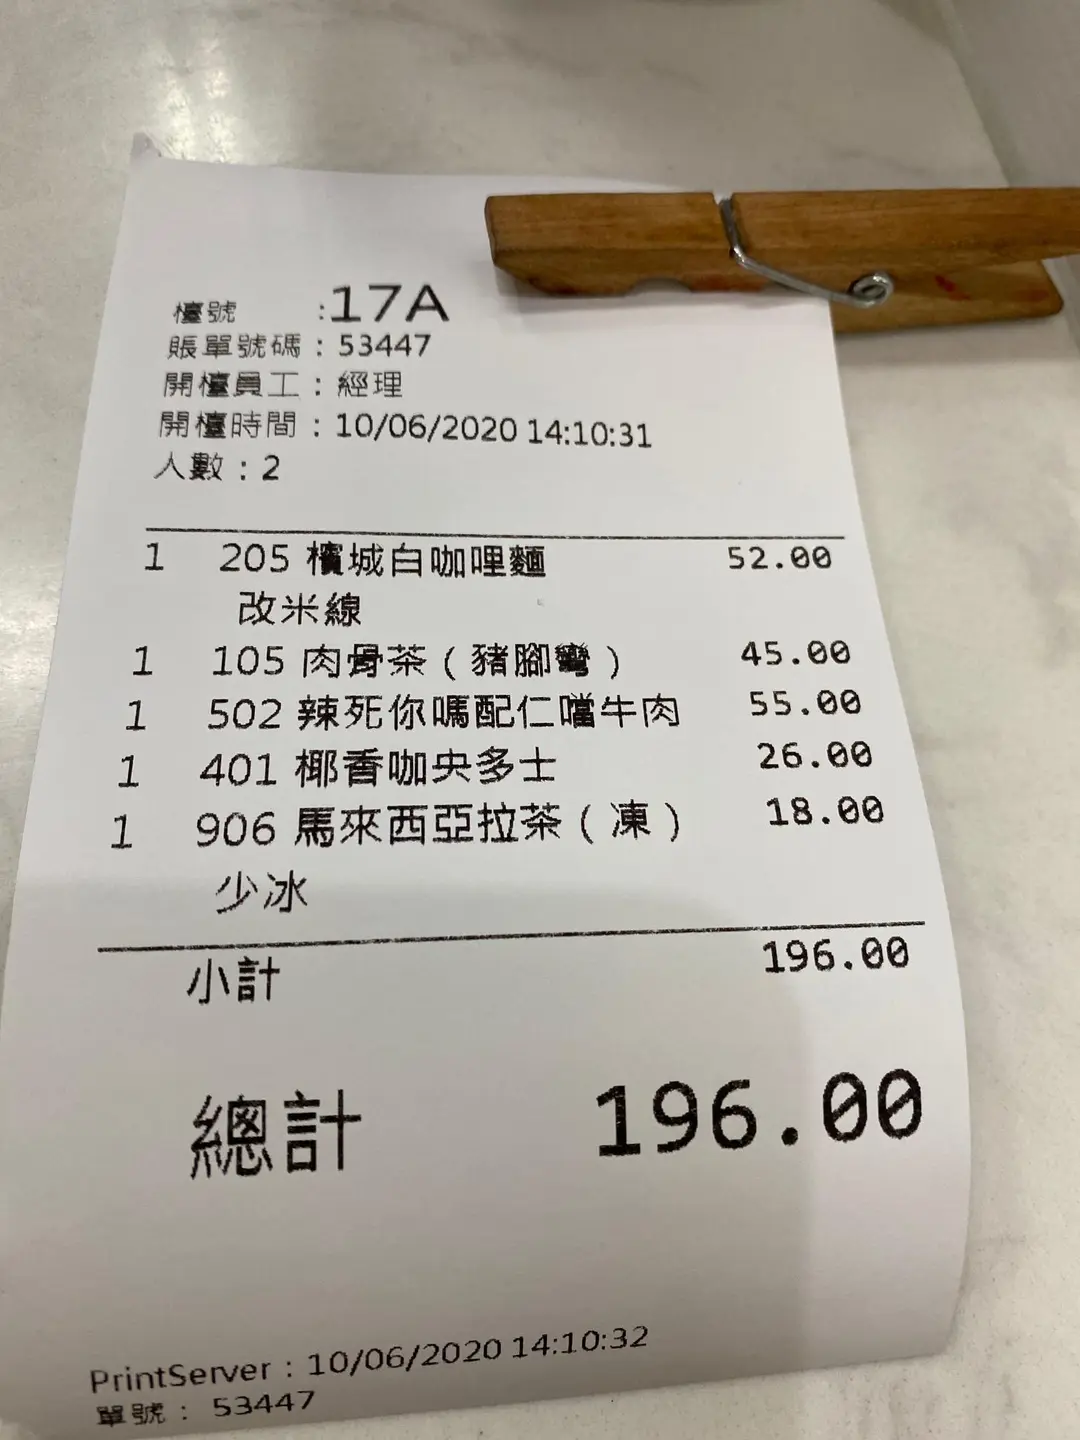 檯號 :17A
賬單號碼：53447
開檯員工：經理
開檯時間：10/06/2020 14:10:31
人數：2
1 205 檳城白咖哩麵 52.00
改米線
1 105 肉骨茶（豬腳彎） 45.00
1 502 辣死你嗎配仁噹牛肉 55.00
1 401 椰香咖央多士 26.00
1 906 馬來西亞拉茶（凍） 18.00
少冰
小計 196.00
總計 196.00
PrintServer：10/06/2020 14:10:32
單號： 53447